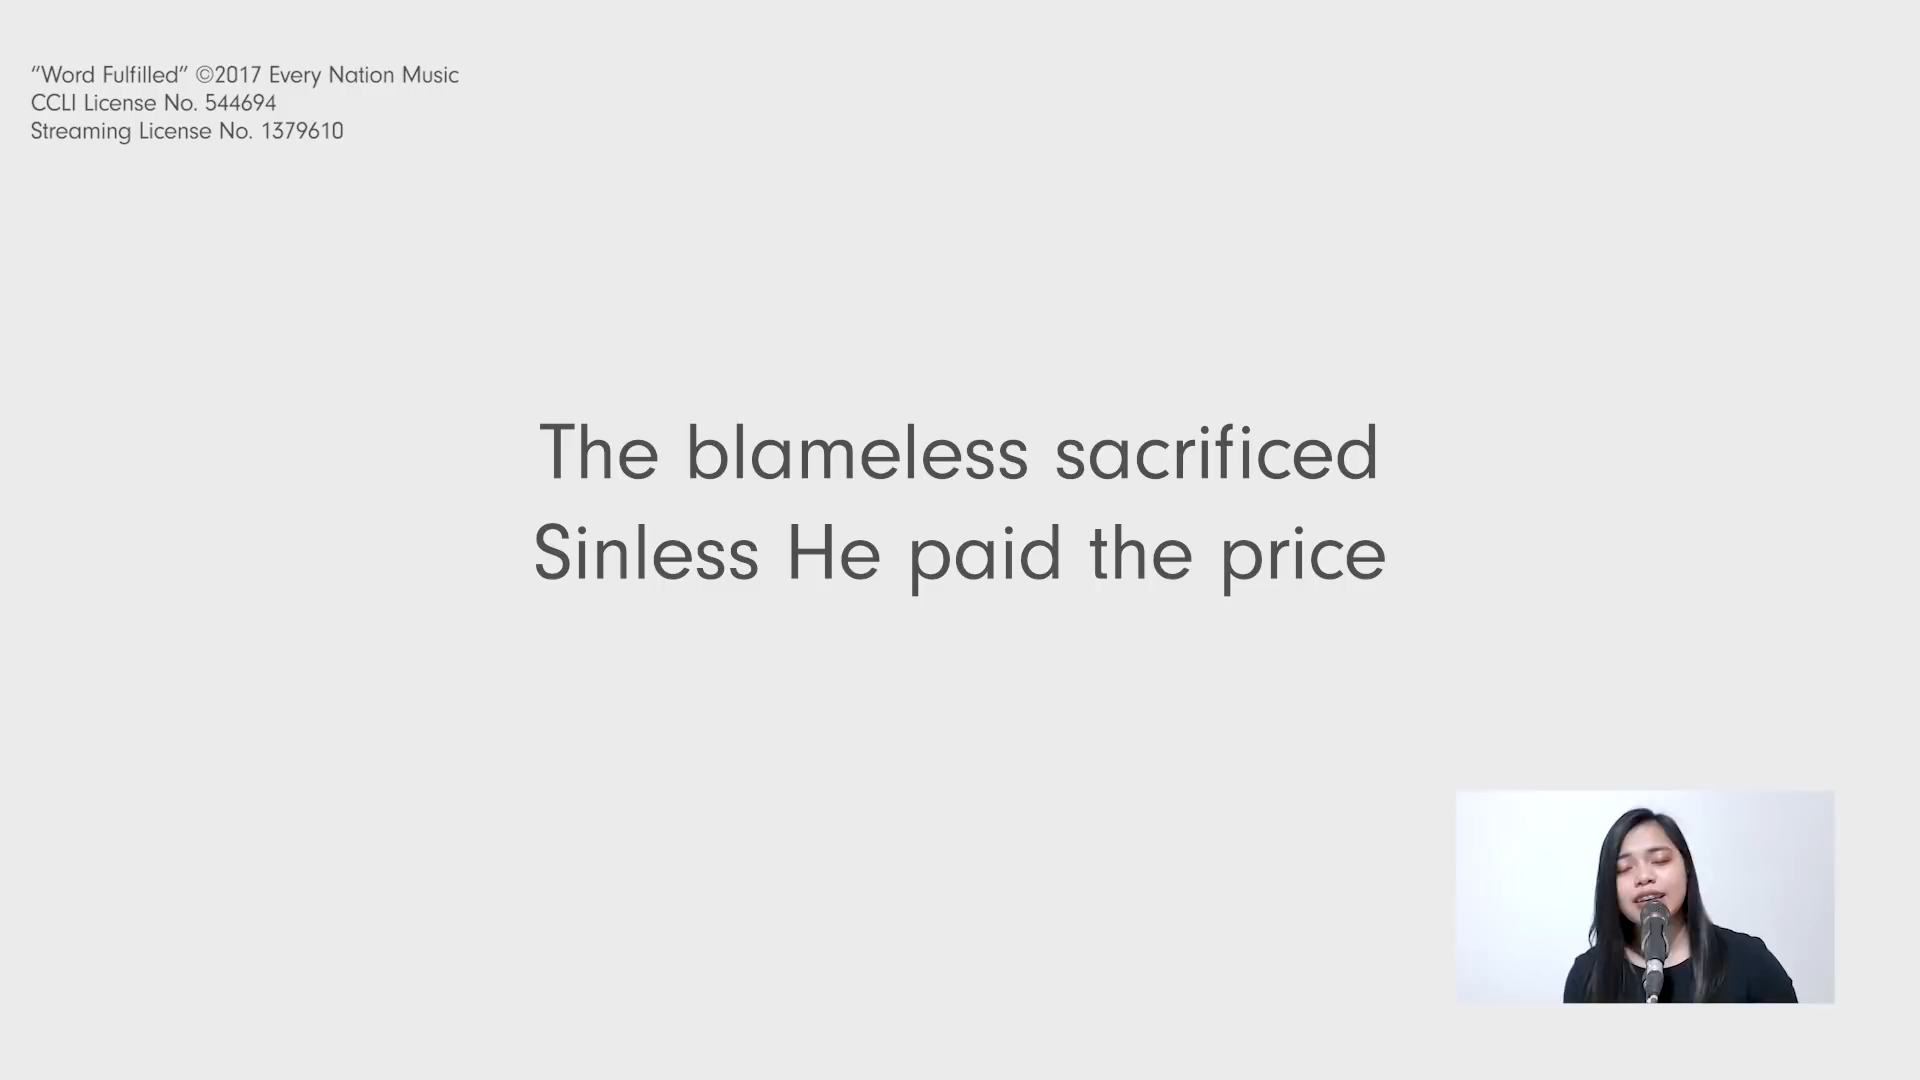 “Word Fulfilled” ©2017 Every Nation Music
CCLI License No. 544694
Streaming License No. 1379610
The blameless sacrificed
Sinless He paid the price